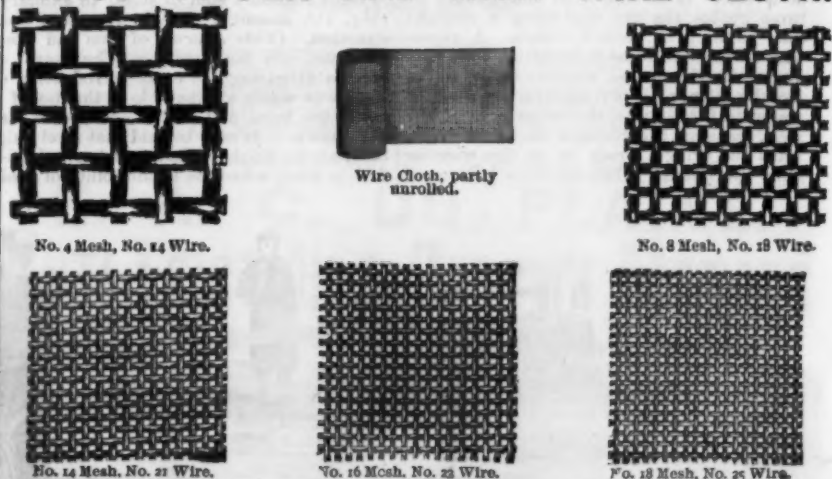 No. 4 Mesh, No. 14 Wire.
Wire Cloth, partly
unrolled.
No. 8 Mesh, No. 18 Wire.
No. 14 Mesh, No. 21 Wire.
No. 16 Mesh, No. 22 Wire.
No. 18 Mesh, No. 25 Wire.